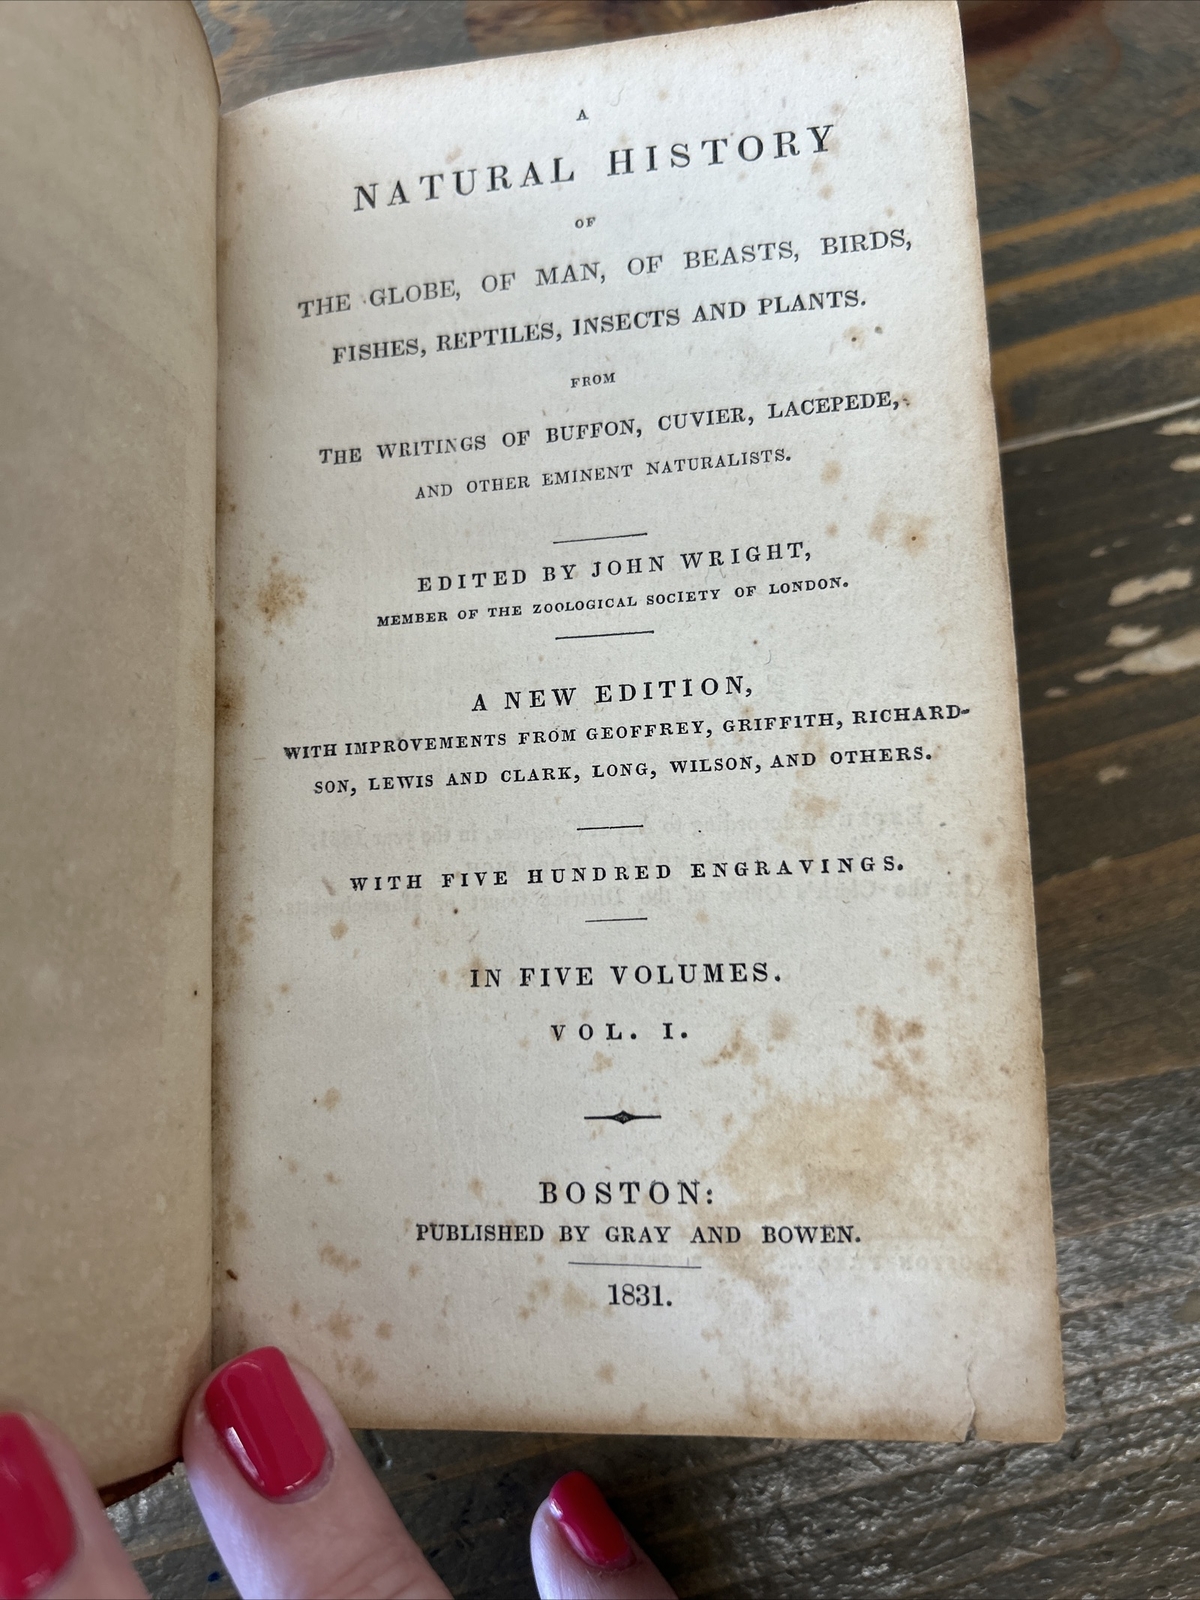 A
NATURAL HISTORY
OF
THE GLOBE, OF MAN, OF BEASTS, BIRDS,
FISHES, REPTILES, INSECTS AND PLANTS.
FROM
THE WRITINGS OF BUFFON, CUVIER, LACEPEDE,
AND OTHER EMINENT NATURALISTS.
EDITED BY JOHN WRIGHT,
MEMBER OF THE ZOOLOGICAL SOCIETY OF LONDON.
A NEW EDITION,
WITH IMPROVEMENTS FROM GEOFFREY, GRIFFITH, RICHARD-
SON, LEWIS AND CLARK, LONG, WILSON, AND OTHERS.
WITH FIVE HUNDRED ENGRAVINGS.
IN FIVE VOLUMES.
VOL. I.
BOSTON:
PUBLISHED BY GRAY AND BOWEN.
1831.